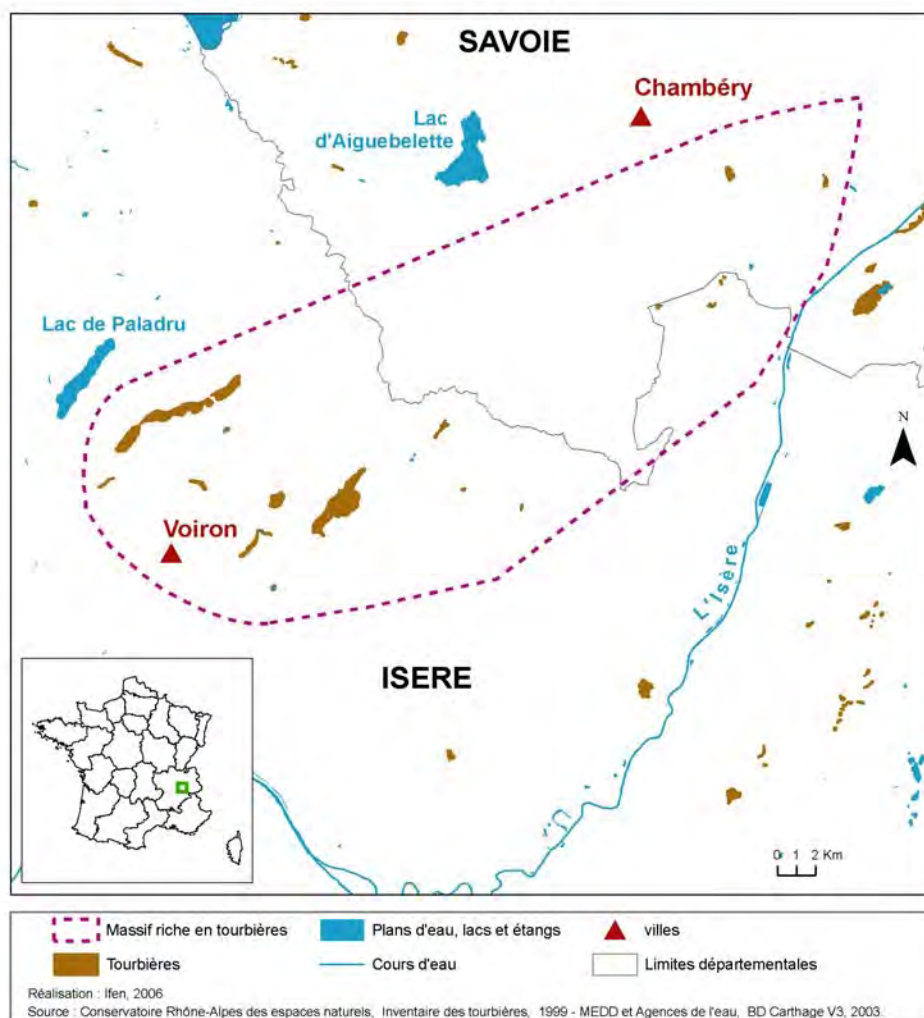 SAVOIE
Chambéry
Lac
d'Aiguebelette
Lac de Paladru
N
Voiron
L'Isère
ISERE
0 1 2 Km
Massif riche en tourbières
Plans d'eau, lacs et étangs
villes
Tourbières
Cours d'eau
Limites départementales
Réalisation : Ifen, 2006
Source : Conservatoire Rhône-Alpes des espaces naturels, Inventaire des tourbières, 1999 - MEDD et Agences de l'eau, BD Carthage V3, 2003.